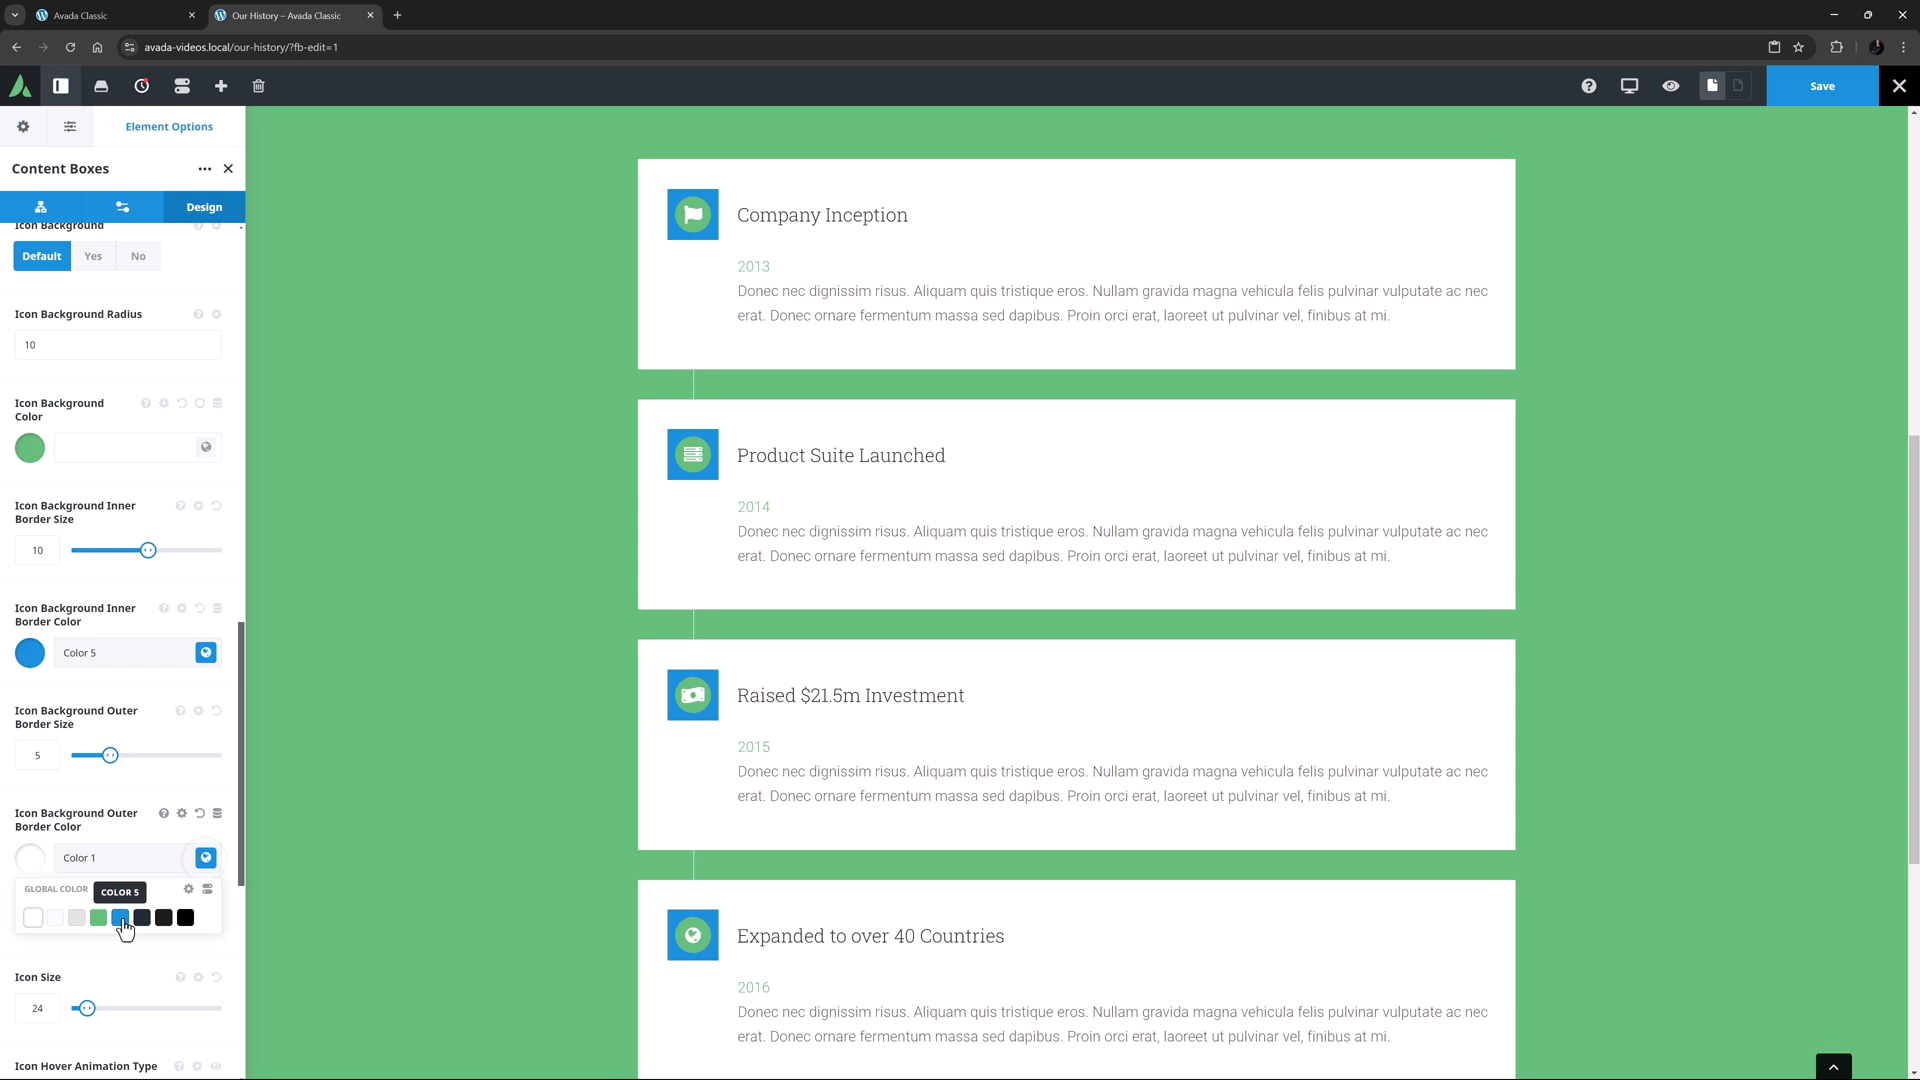 Avada Classic
Our History – Avada Classic
avada-videos.local/our-history/?fb-edit=1
Save
Element Options
Content Boxes
Design
Icon Background
Default
Yes
No
Icon Background Radius
10
Icon Background
Color
Icon Background Inner
Border Size
10
Icon Background Inner
Border Color
Color 5
Icon Background Outer
Border Size
5
Icon Background Outer
Border Color
Color 1
GLOBAL COLOR
COLOR 5
Icon Size
24
Icon Hover Animation Type
Company Inception
2013
Donec nec dignissim risus. Aliquam quis tristique eros. Nullam gravida magna vehicula felis pulvinar vulputate ac nec
erat. Donec ornare fermentum massa sed dapibus. Proin orci erat, laoreet ut pulvinar vel, finibus at mi.
Product Suite Launched
2014
Donec nec dignissim risus. Aliquam quis tristique eros. Nullam gravida magna vehicula felis pulvinar vulputate ac nec
erat. Donec ornare fermentum massa sed dapibus. Proin orci erat, laoreet ut pulvinar vel, finibus at mi.
Raised $21.5m Investment
2015
Donec nec dignissim risus. Aliquam quis tristique eros. Nullam gravida magna vehicula felis pulvinar vulputate ac nec
erat. Donec ornare fermentum massa sed dapibus. Proin orci erat, laoreet ut pulvinar vel, finibus at mi.
Expanded to over 40 Countries
2016
Donec nec dignissim risus. Aliquam quis tristique eros. Nullam gravida magna vehicula felis pulvinar vulputate ac nec
erat. Donec ornare fermentum massa sed dapibus. Proin orci erat, laoreet ut pulvinar vel, finibus at mi.